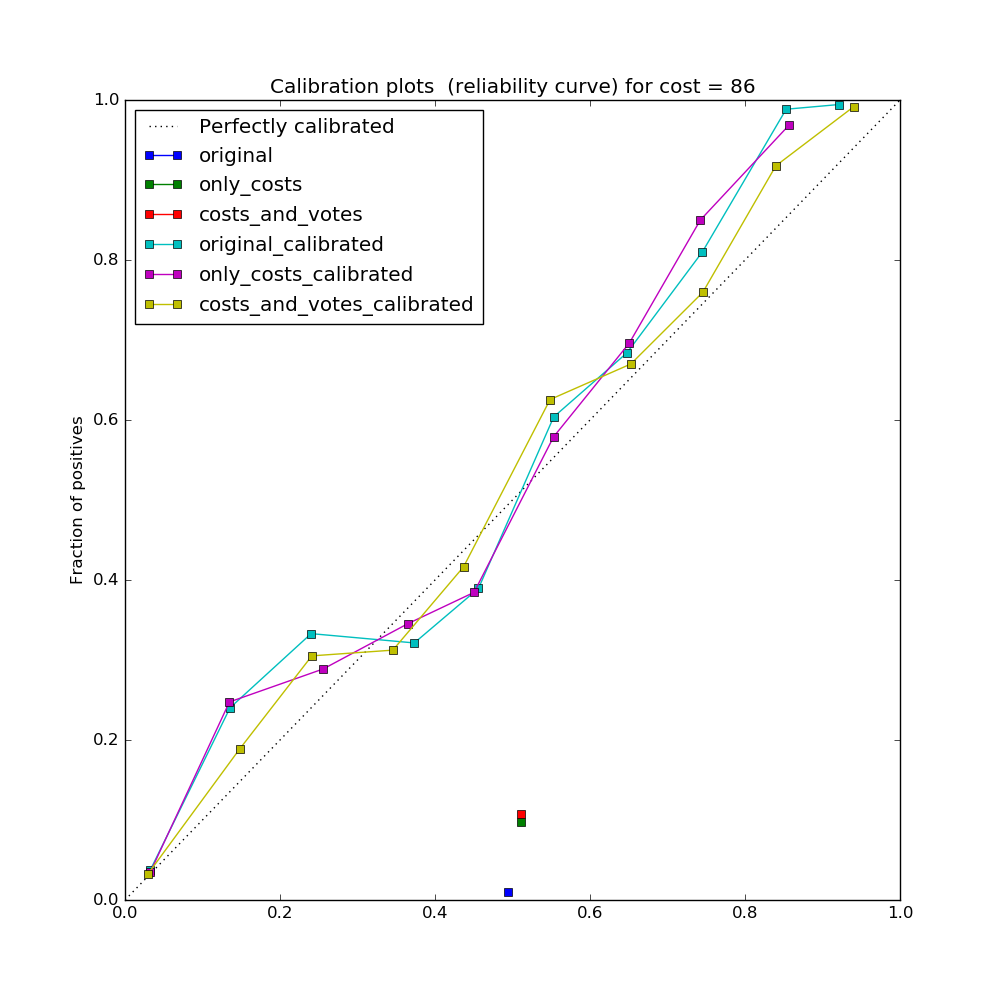 Calibration plots  (reliability curve) for cost = 86
1.0
Perfectly calibrated
original
only_costs
costs_and_votes
original_calibrated
only_costs_calibrated
costs_and_votes_calibrated
0.8
0.6
Fraction of positives
0.4
0.2
0.0
0.0 0.2 0.4 0.6 0.8 1.0